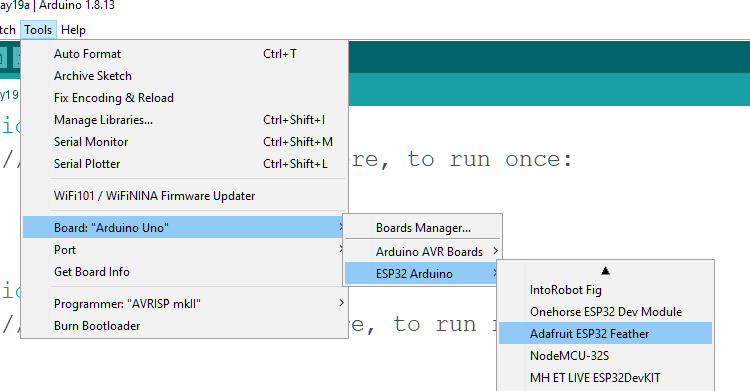 ay19a | Arduino 1.8.13
tch Tools Help
Auto Format Ctrl+T
Archive Sketch
Fix Encoding & Reload
Manage Libraries... Ctrl+Shift+I
Serial Monitor Ctrl+Shift+M
Serial Plotter Ctrl+Shift+L
WiFi101 / WiFiNINA Firmware Updater
Board: "Arduino Uno"
Port
Get Board Info
Programmer: "AVRISP mkII"
Burn Bootloader
Boards Manager...
Arduino AVR Boards
ESP32 Arduino
IntoRobot Fig
Onehorse ESP32 Dev Module
Adafruit ESP32 Feather
NodeMCU-32S
MH ET LIVE ESP32DevKIT
y19
// re, to run once:
// re, to run